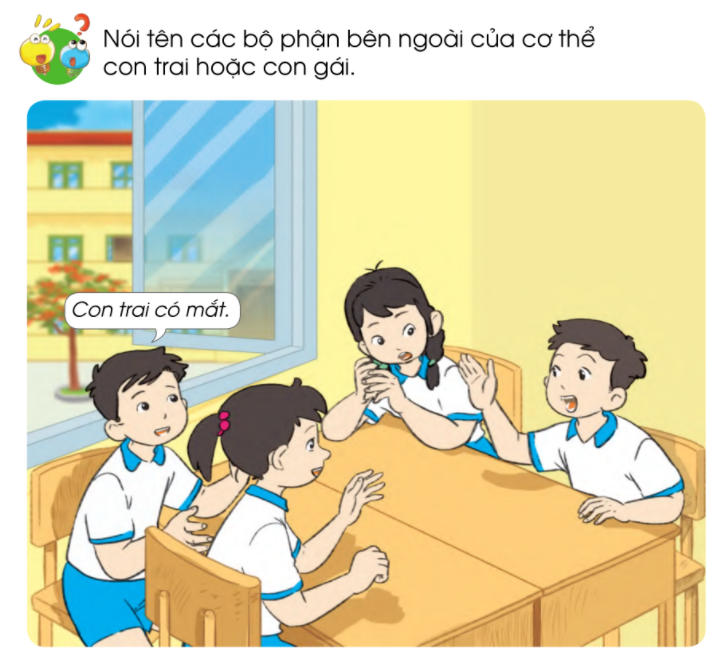 Nói tên các bộ phận bên ngoài của cơ thể
con trai hoặc con gái.
Con trai có mắt.